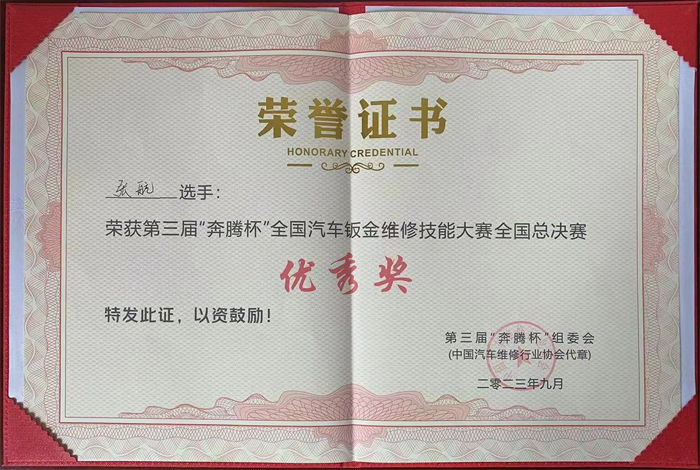 荣誉证书
HONORARY CREDENTIAL
张航 选手：
荣获第三届“奔腾杯”全国汽车钣金维修技能大赛全国总决赛
优秀奖
特发此证，以资鼓励！
第三届“奔腾杯”组委会
(中国汽车维修行业协会代章)
二〇二三年九月